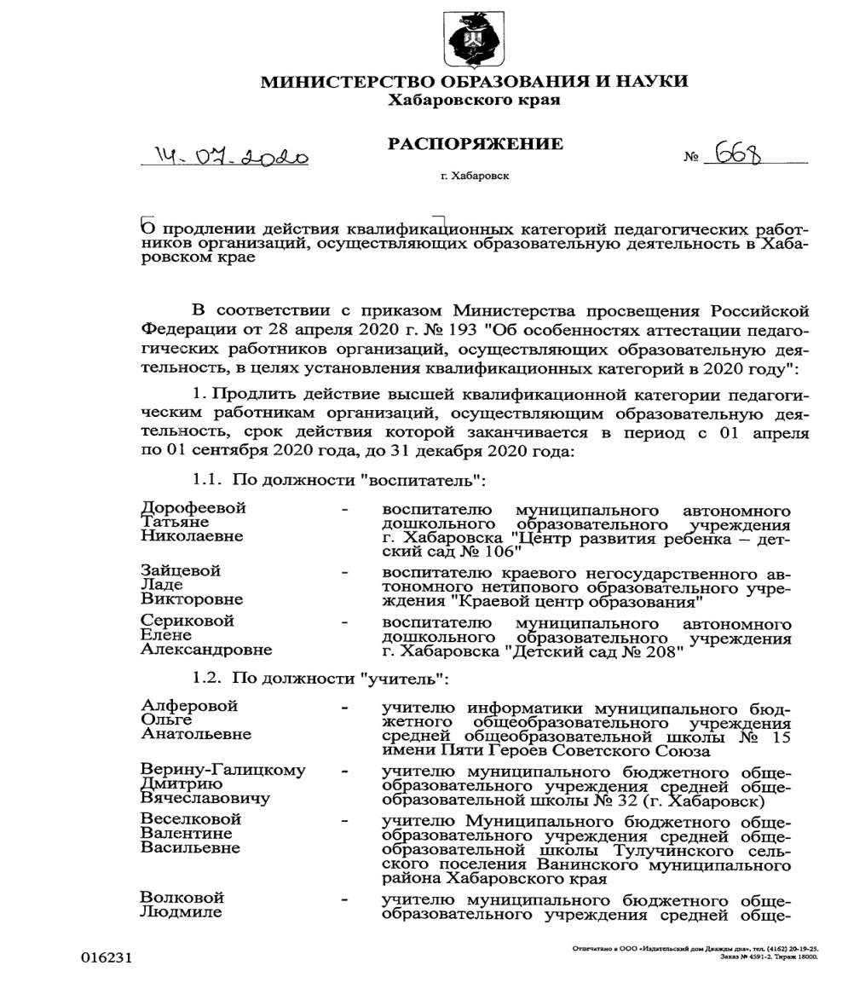 МИНИСТЕРСТВО ОБРАЗОВАНИЯ И НАУКИ
Хабаровского края
РАСПОРЯЖЕНИЕ
14.07.2020
№ 668
г. Хабаровск
О продлении действия квалификационных категорий педагогических работ-
ников организаций, осуществляющих образовательную деятельность в Хаба-
ровском крае
В соответствии с приказом Министерства просвещения Российской
Федерации от 28 апреля 2020 г. № 193 "Об особенностях аттестации педаго-
гических работников организаций, осуществляющих образовательную дея-
тельность, в целях установления квалификационных категорий в 2020 году":
1. Продлить действие высшей квалификационной категории педагоги-
ческим работникам организаций, осуществляющим образовательную дея-
тельность, срок действия которой заканчивается в период с 01 апреля
по 01 сентября 2020 года, до 31 декабря 2020 года:
1.1. По должности "воспитатель":
Дорофеевой - воспитателю муниципального автономного
Татьяне дошкольного образовательного учреждения
Николаевне г. Хабаровска "Центр развития ребенка – дет-
ский сад № 106"
Зайцевой - воспитателю краевого негосударственного ав-
Ладе тономного нетипового образовательного учре-
Викторовне ждения "Краевой центр образования"
Сериковой - воспитателю муниципального автономного
Елене дошкольного образовательного учреждения
Александровне г. Хабаровска "Детский сад № 208"
1.2. По должности "учитель":
Алферовой - учителю информатики муниципального бюд-
Ольге жетного общеобразовательного учреждения
Анатольевне средней общеобразовательной школы № 15
имени Пяти Героев Советского Союза
Верину-Галицкому - учителю муниципального бюджетного обще-
Дмитрию образовательного учреждения средней обще-
Вячеславовичу образовательной школы № 32 (г. Хабаровск)
Веселковой - учителю Муниципального бюджетного обще-
Валентине образовательного учреждения средней обще-
Васильевне образовательной школы Тулучинского сель-
ского поселения Ванинского муниципального
района Хабаровского края
Волковой - учителю муниципального бюджетного обще-
Людмиле образовательного учреждения средней обще-
016231
Отпечатано в ООО «Издательский дом Дважды два», тел. (4162) 20-19-25.
Заказ № 4591-2. Тираж 18000.